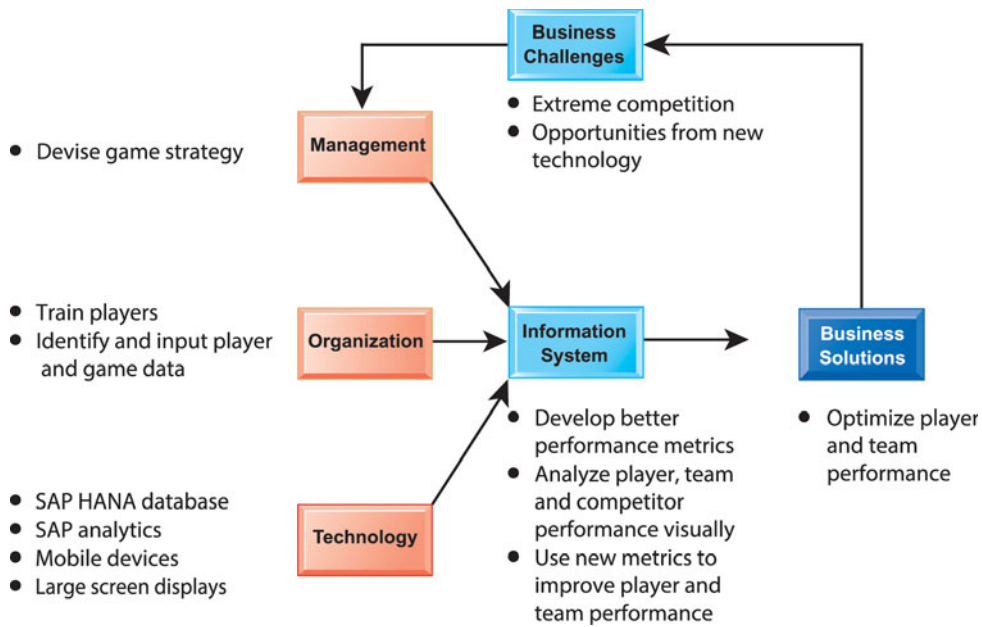 Business
Challenges
• Extreme competition
• Opportunities from new
technology
• Devise game strategy
Management
• Train players
• Identify and input player
and game data
Organization
Information
System
Business
Solutions
• Develop better
performance metrics
• Analyze player, team
and competitor
performance visually
• Use new metrics to
improve player and
team performance
• Optimize player
and team
performance
• SAP HANA database
• SAP analytics
• Mobile devices
• Large screen displays
Technology